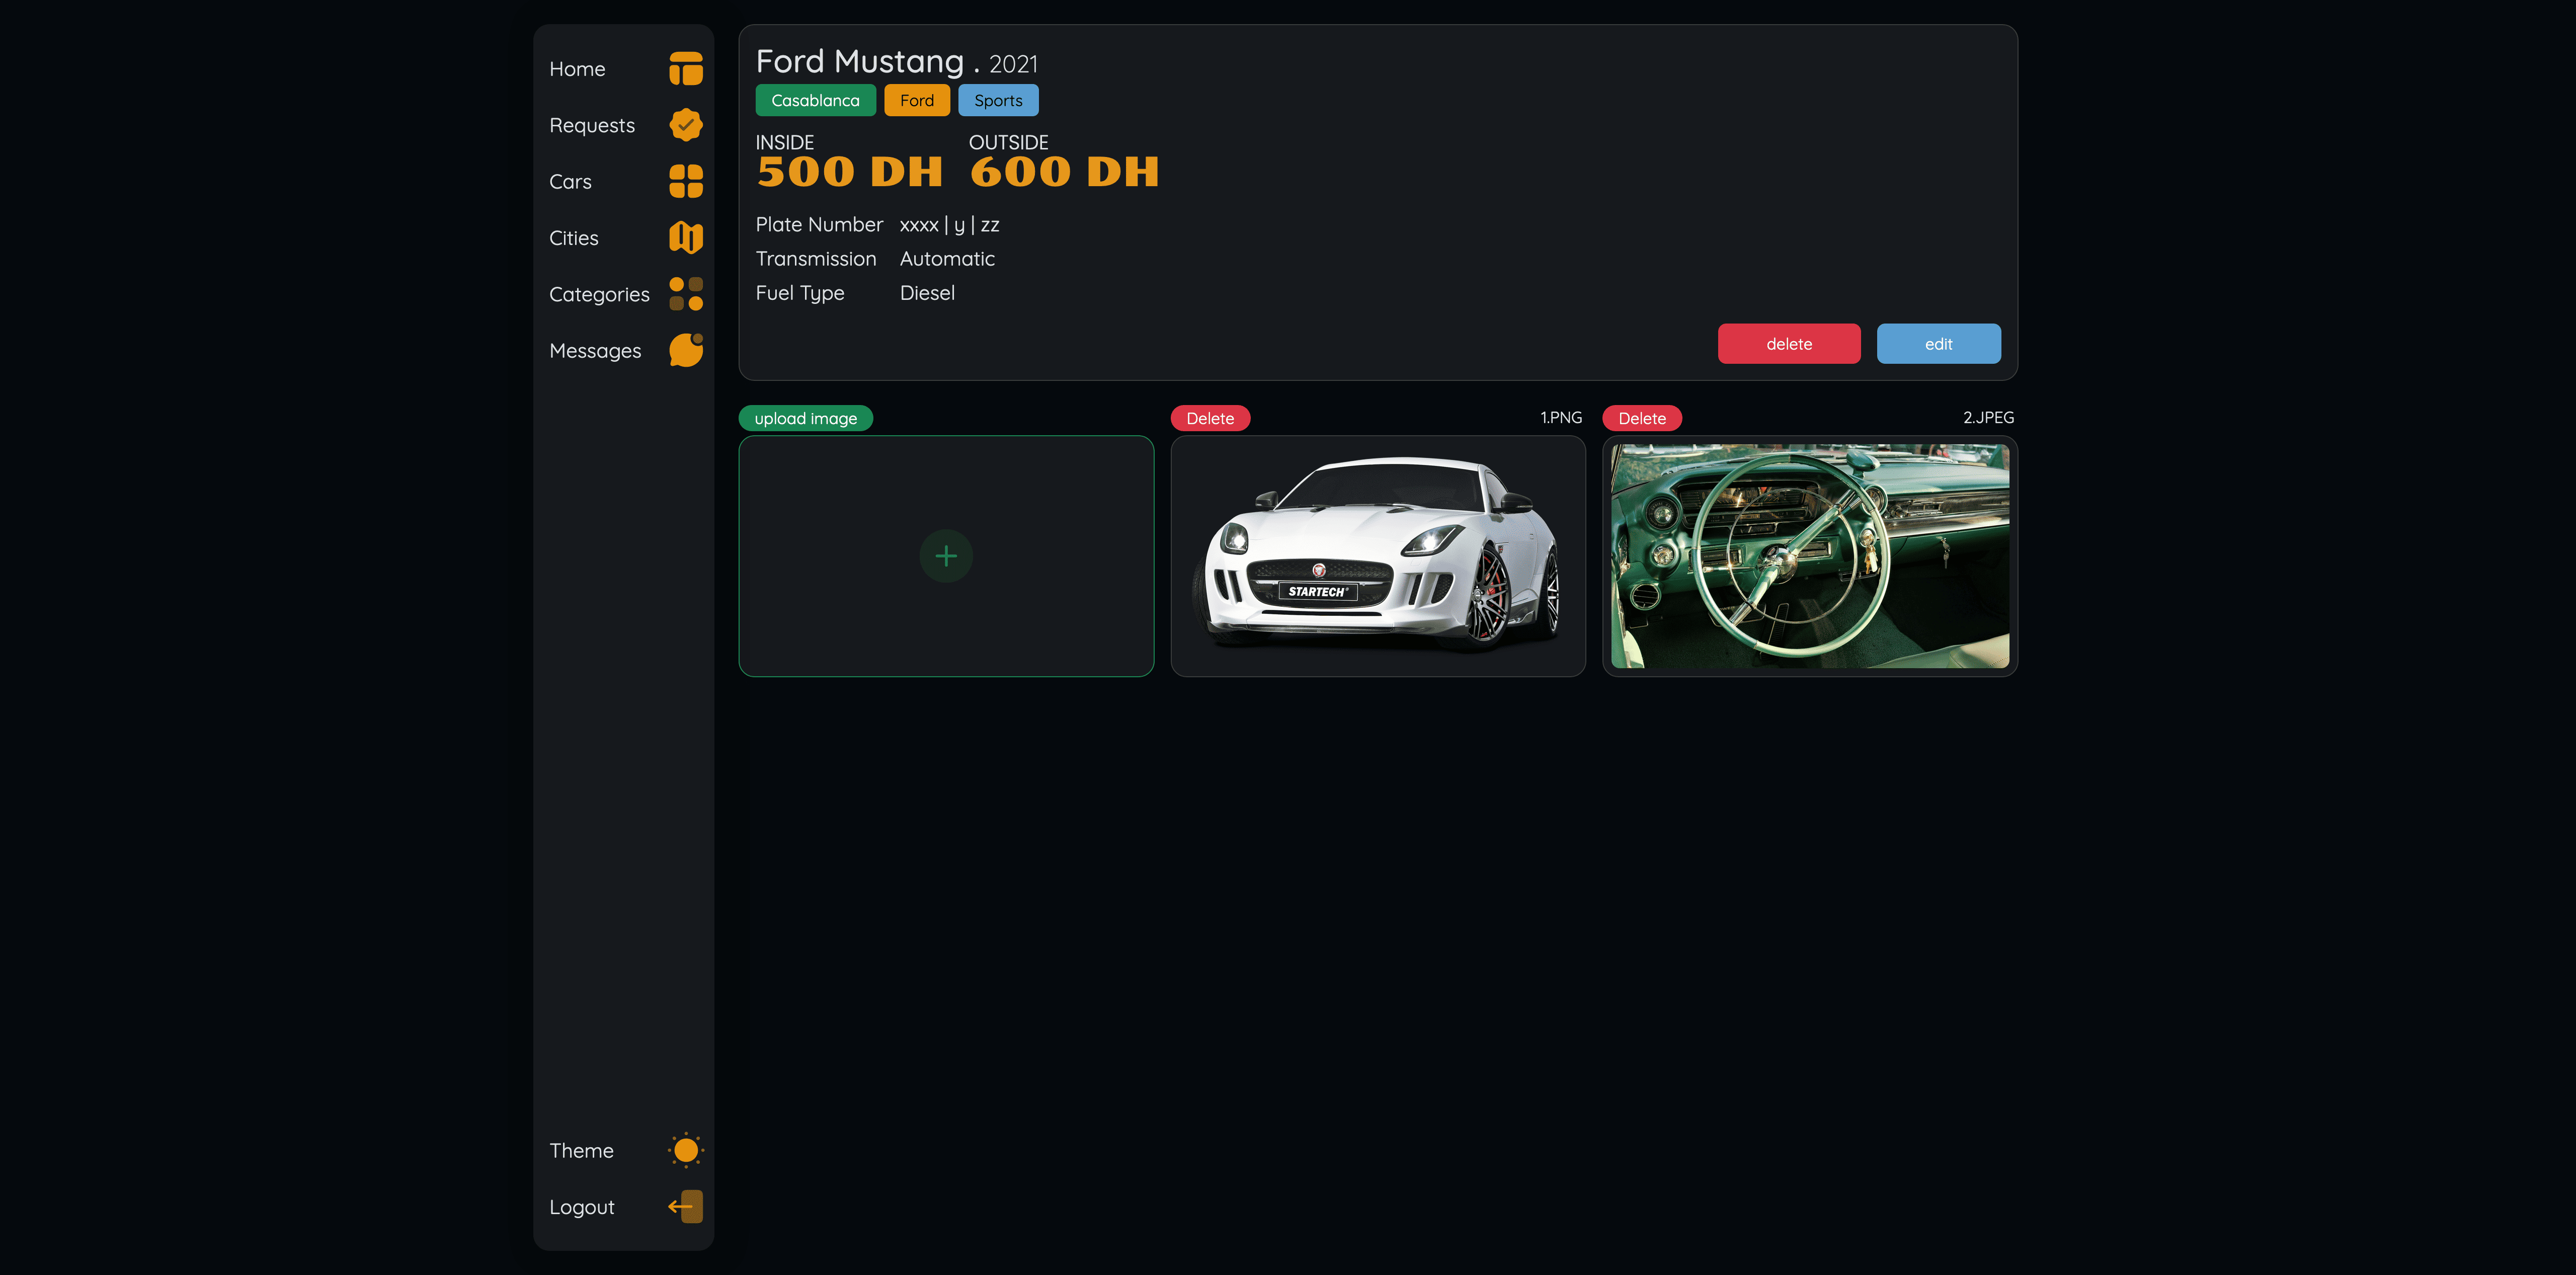 Home
Requests
Cars
Cities
Categories
Messages
Theme
Logout
Ford Mustang . 2021
Casablanca Ford Sports
INSIDE OUTSIDE
500 DH 600 DH
Plate Number xxxx | y | zz
Transmission Automatic
Fuel Type Diesel
delete edit
upload image Delete 1.PNG Delete 2.JPEG
STARTECH®